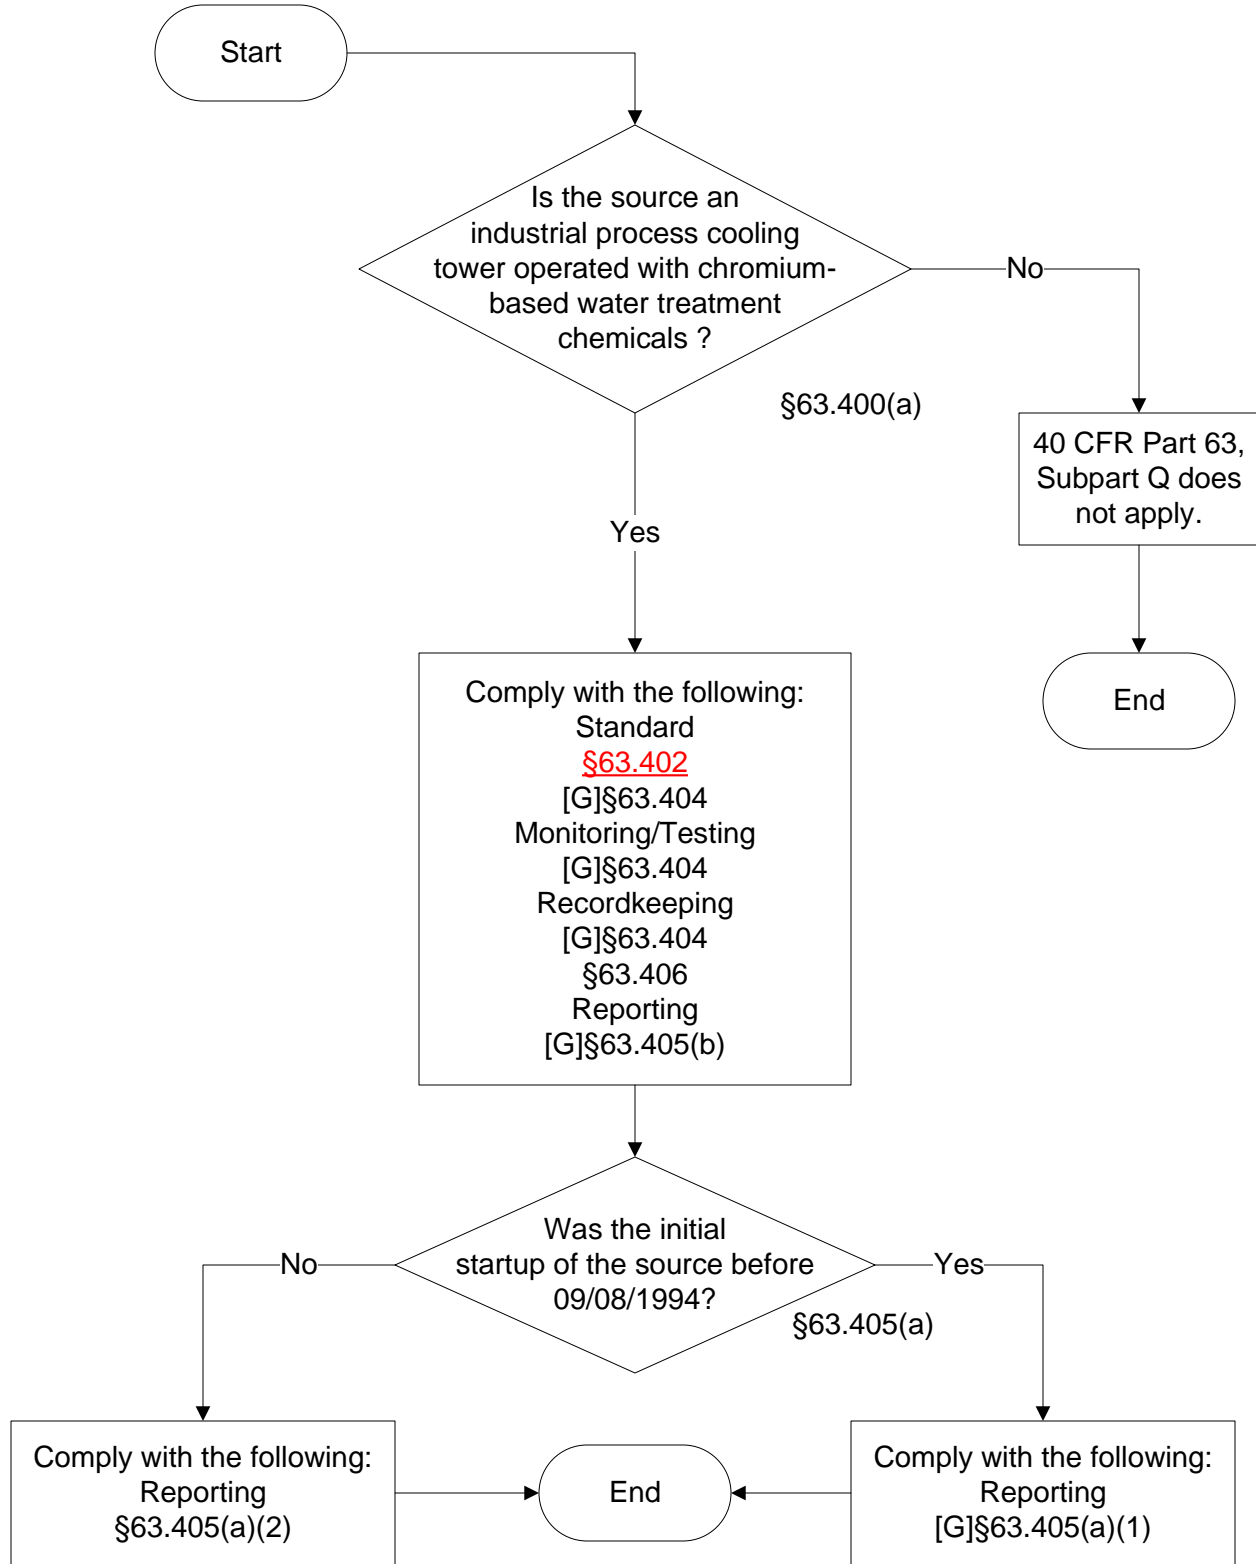 Start
Is the source an
industrial process cooling
tower operated with chromium-
based water treatment
chemicals ?
No
§63.400(a)
40 CFR Part 63,
Subpart Q does
not apply.
Yes
End
Comply with the following:
Standard
§63.402
[G]§63.404
Monitoring/Testing
[G]§63.404
Recordkeeping
[G]§63.404
§63.406
Reporting
[G]§63.405(b)
Was the initial
startup of the source before
09/08/1994?
No
Yes
§63.405(a)
Comply with the following:
Reporting
§63.405(a)(2)
End
Comply with the following:
Reporting
[G]§63.405(a)(1)